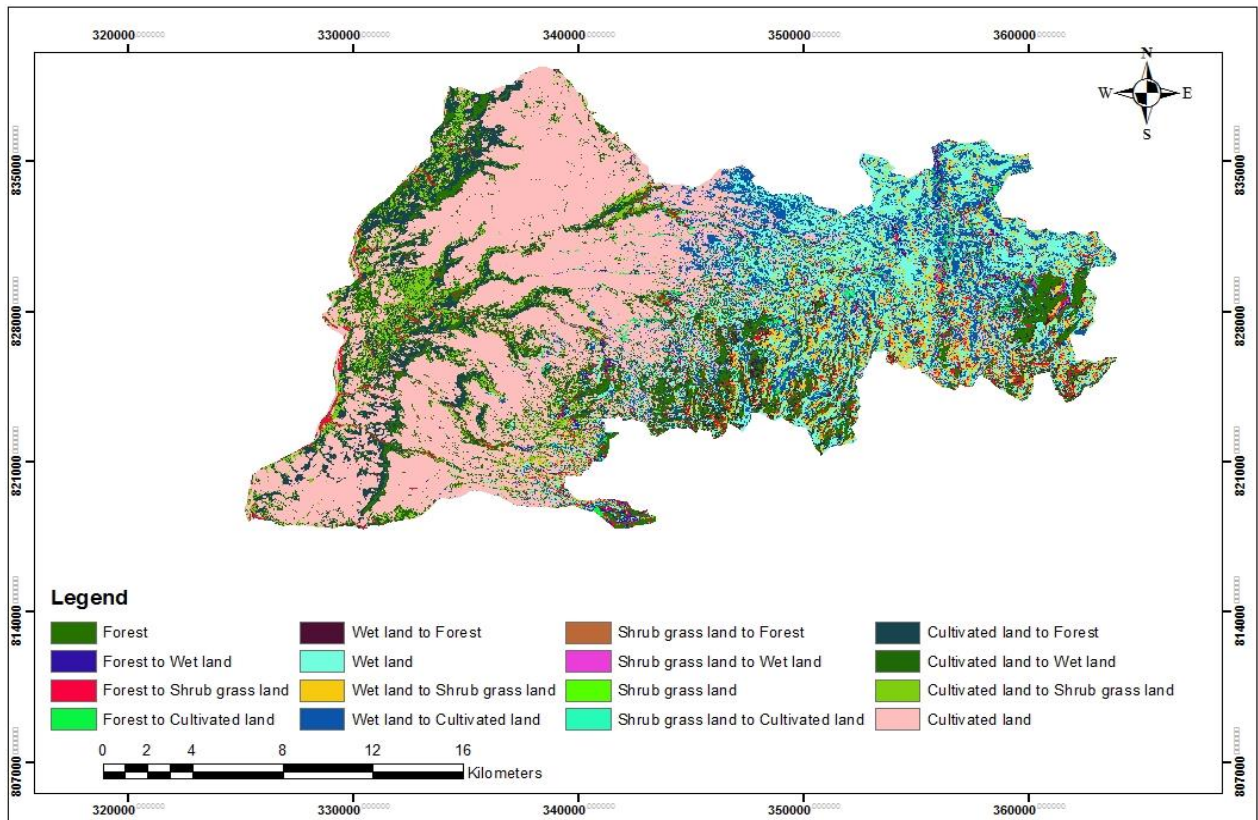 320000 330000 340000 350000 360000
N
W E
S
835000 835000
828000 828000
821000 821000
814000 814000
807000 807000
Legend
Forest Wet land to Forest Shrub grass land to Forest Cultivated land to Forest
Forest to Wet land Wet land Shrub grass land to Wet land Cultivated land to Wet land
Forest to Shrub grass land Wet land to Shrub grass land Shrub grass land Cultivated land to Shrub grass land
Forest to Cultivated land Wet land to Cultivated land Shrub grass land to Cultivated land Cultivated land
0 2 4 8 12 16
Kilometers
320000 330000 340000 350000 360000